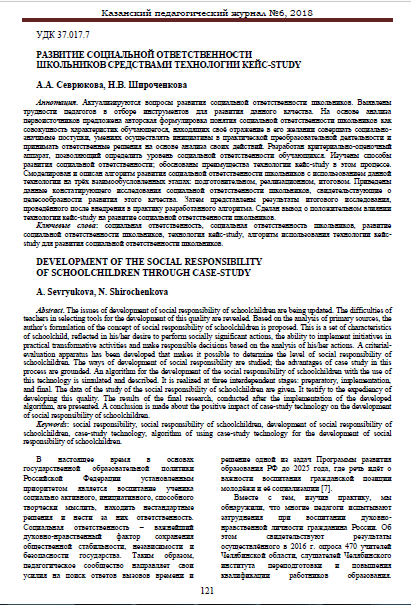 Казанский педагогический журнал №6, 2018
УДК 37.017.7
РАЗВИТИЕ СОЦИАЛЬНОЙ ОТВЕТСТВЕННОСТИ
ШКОЛЬНИКОВ СРЕДСТВАМИ ТЕХНОЛОГИИ КЕЙС-STUDY
А.А. Севрюкова, Н.В. Широченкова
Аннотация. Актуализируются вопросы развития социальной ответственности школьников. Выявлены
трудности педагогов в отборе инструментов для развития данного качества. На основе анализа
первоисточников предложена авторская формулировка понятия социальной ответственности школьников как
совокупность характеристик обучающегося, находящих своё отражение в его желании совершать социально-
значимые поступки, умениях осуществлять инициативы в практической преобразовательной деятельности и
принимать ответственные решения на основе анализа своих действий. Разработан критериально-оценочный
аппарат, позволяющий определить уровень социальной ответственности обучающихся. Изучены способы
развития социальной ответственности; обоснованы преимущества технологии кейс-study в этом процессе.
Смоделирован и описан алгоритм развития социальной ответственности школьников с использованием данной
технологии на трёх взаимообусловленных этапах: подготовительном, реализационном, итоговом. Приведены
данные констатирующего исследования социальной ответственности школьников, свидетельствующие о
целесообразности развития этого качества. Затем представлены результаты итогового исследования,
проведённого после внедрения в практику разработанного алгоритма. Сделан вывод о положительном влиянии
технологии кейс-study на развитие социальной ответственности школьников.
Ключевые слова: социальная ответственность, социальная ответственность школьников, развитие
социальной ответственности школьников, технология кейс-study, алгоритм использования технологии кейс-
study для развития социальной ответственности школьников.
DEVELOPMENT OF THE SOCIAL RESPONSIBILITY
OF SCHOOLCHILDREN THROUGH CASE-STUDY
A. Sevryukova, N. Shirochenkova
Abstract. The issues of development of social responsibility of schoolchildren are being updated. The difficulties of
teachers in selecting tools for the development of this quality are revealed. Based on the analysis of primary sources, the
author's formulation of the concept of social responsibility of schoolchildren is proposed. This is a set of characteristics
of schoolchild, reflected in his/her desire to perform socially significant actions, the ability to implement initiatives in
practical transformative activities and make responsible decisions based on the analysis of his/her actions. A criterial-
evaluation apparatus has been developed that makes it possible to determine the level of social responsibility of
schoolchildren. The ways of development of social responsibility are studied; the advantages of case study in this
process are grounded. An algorithm for the development of the social responsibility of schoolchildren with the use of
this technology is simulated and described. It is realized at three interdependent stages: preparatory, implementation,
and final. The data of the study of the social responsibility of schoolchildren are given. It testify to the expediency of
developing this quality. The results of the final research, conducted after the implementation of the developed
algorithm, are presented. A conclusion is made about the positive impact of case-study technology on the development
of social responsibility of schoolchildren.
Keywords: social responsibility, social responsibility of schoolchildren, development of social responsibility of
schoolchildren, case-study technology, algorithm of using case-study technology for the development of social
responsibility of schoolchildren.
В настоящее время в основах
государственной образовательной политики
Российской Федерации установленным
приоритетом является воспитание ученика
социально активного, инициативного, способного
творчески мыслить, находить нестандартные
решения и нести за них ответственность.
Социальная ответственность – важнейший
духовно-нравственный фактор сохранения
общественной стабильности, независимости и
безопасности государства. Таким образом,
педагогическое сообщество направляет свои
усилия на поиск ответов вызовов времени и
решение одной из задач Программы развития
образования РФ до 2025 года, где речь идёт о
важности воспитания гражданской позиции
молодёжи и её социализации [7].
Вместе с тем, изучив практику, мы
обнаружили, что многие педагоги испытывают
затруднения при воспитании духовно-
нравственной личности гражданина России. Об
этом свидетельствуют результаты
осуществлённого в 2016 г. опроса 470 учителей
Челябинской области, слушателей Челябинского
института переподготовки и повышения
квалификации работников образования.
121